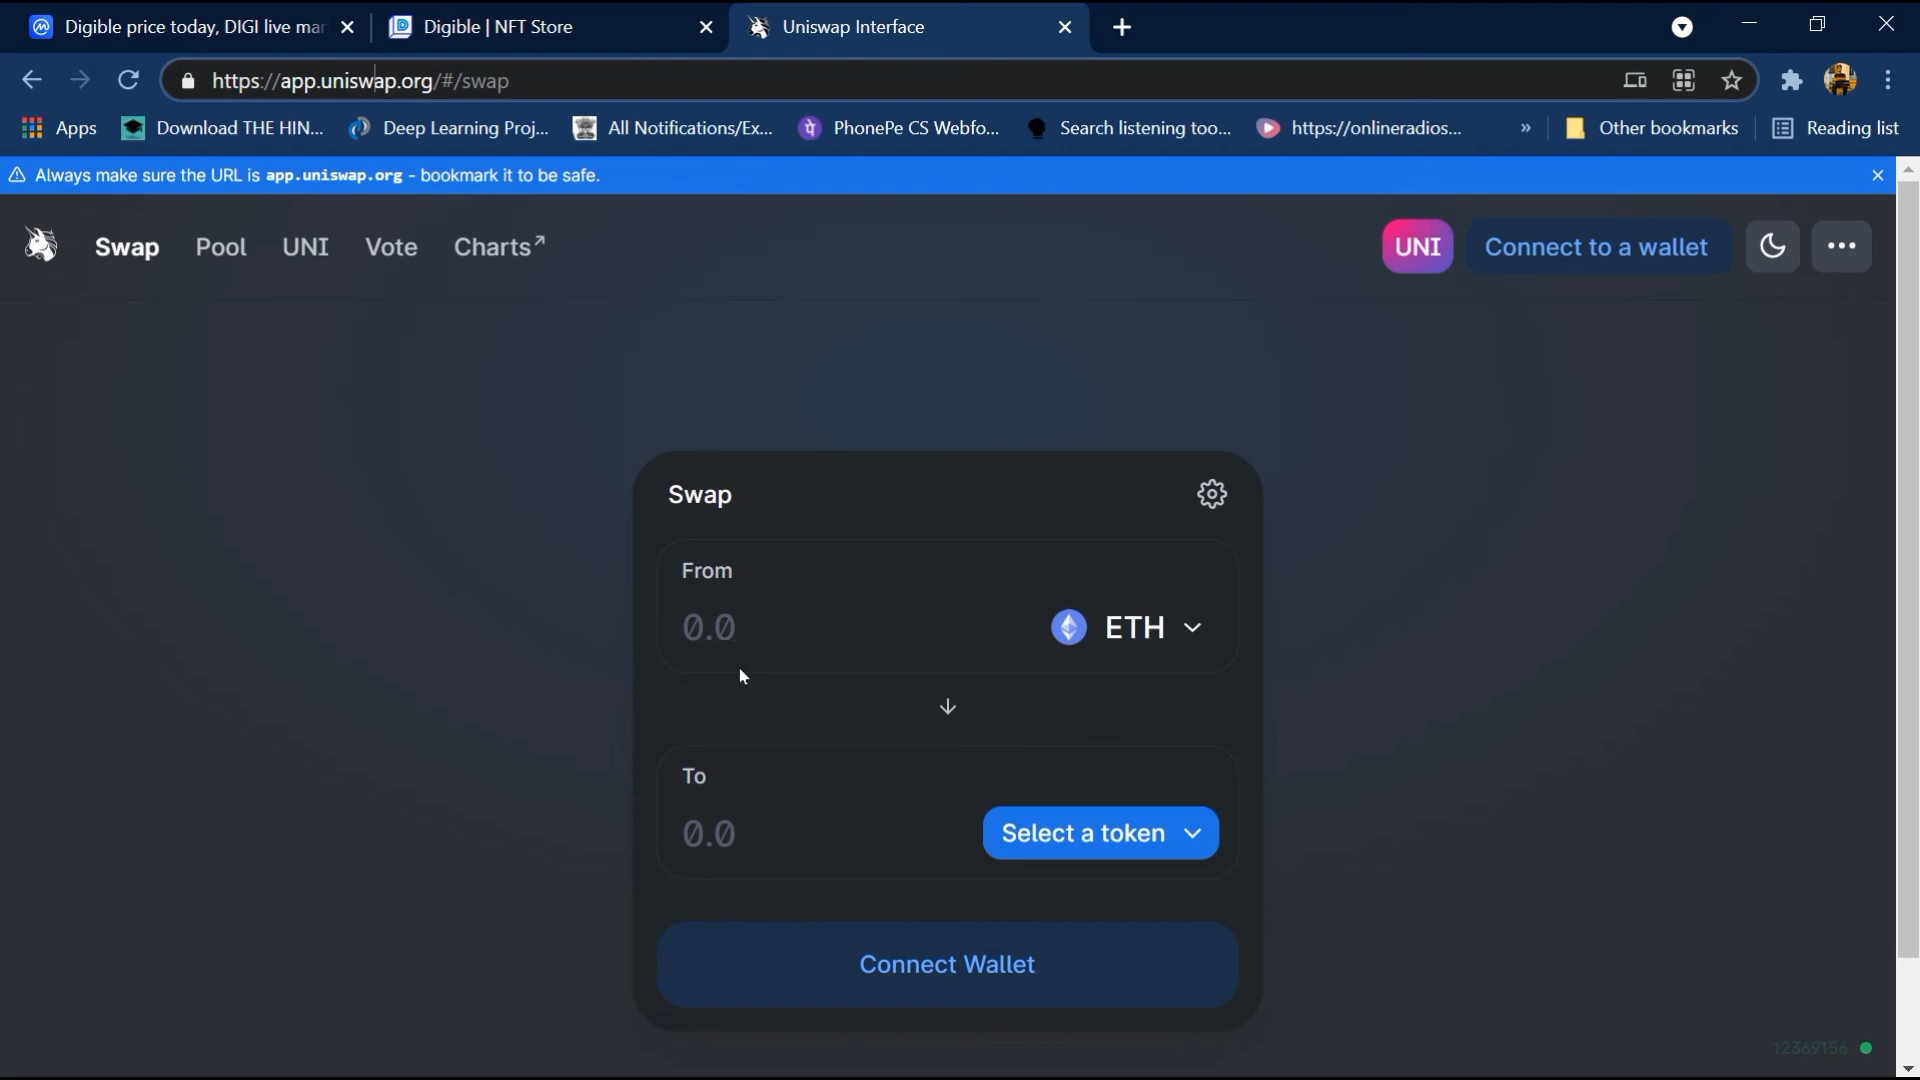 Digible price today, DIGI live mar
Digible | NFT Store
Uniswap Interface
https://app.uniswap.org/#/swap
Apps
Download THE HIN...
Deep Learning Proj...
All Notifications/Ex...
PhonePe CS Webfo...
Search listening too...
https://onlineradios...
»
Other bookmarks
Reading list
Always make sure the URL is app.uniswap.org - bookmark it to be safe.
Swap
Pool
UNI
Vote
Charts↗
UNI
Connect to a wallet
Swap
From
0.0
ETH
To
0.0
Select a token
Connect Wallet
12369156